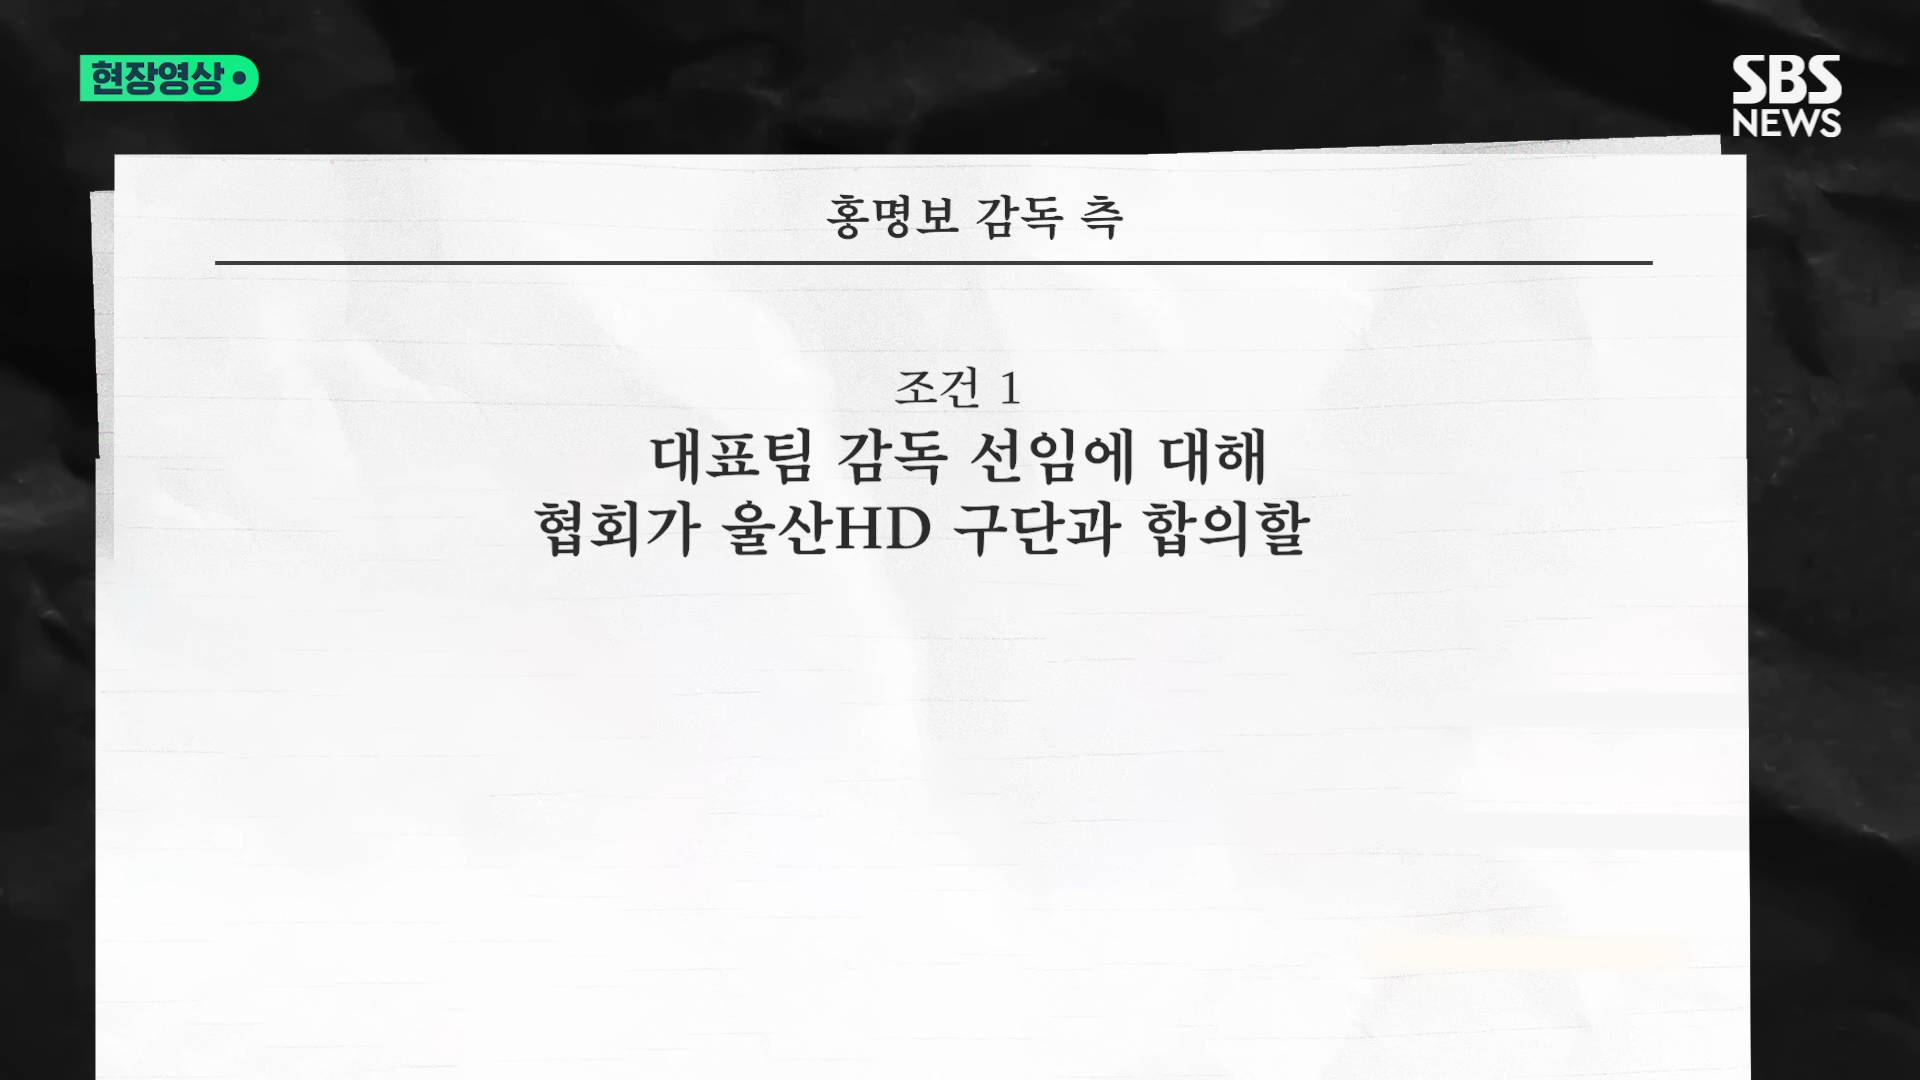 현장영상
SBS
NEWS
홍명보 감독 측
조건 1
대표팀 감독 선임에 대해
협회가 울산HD 구단과 합의할